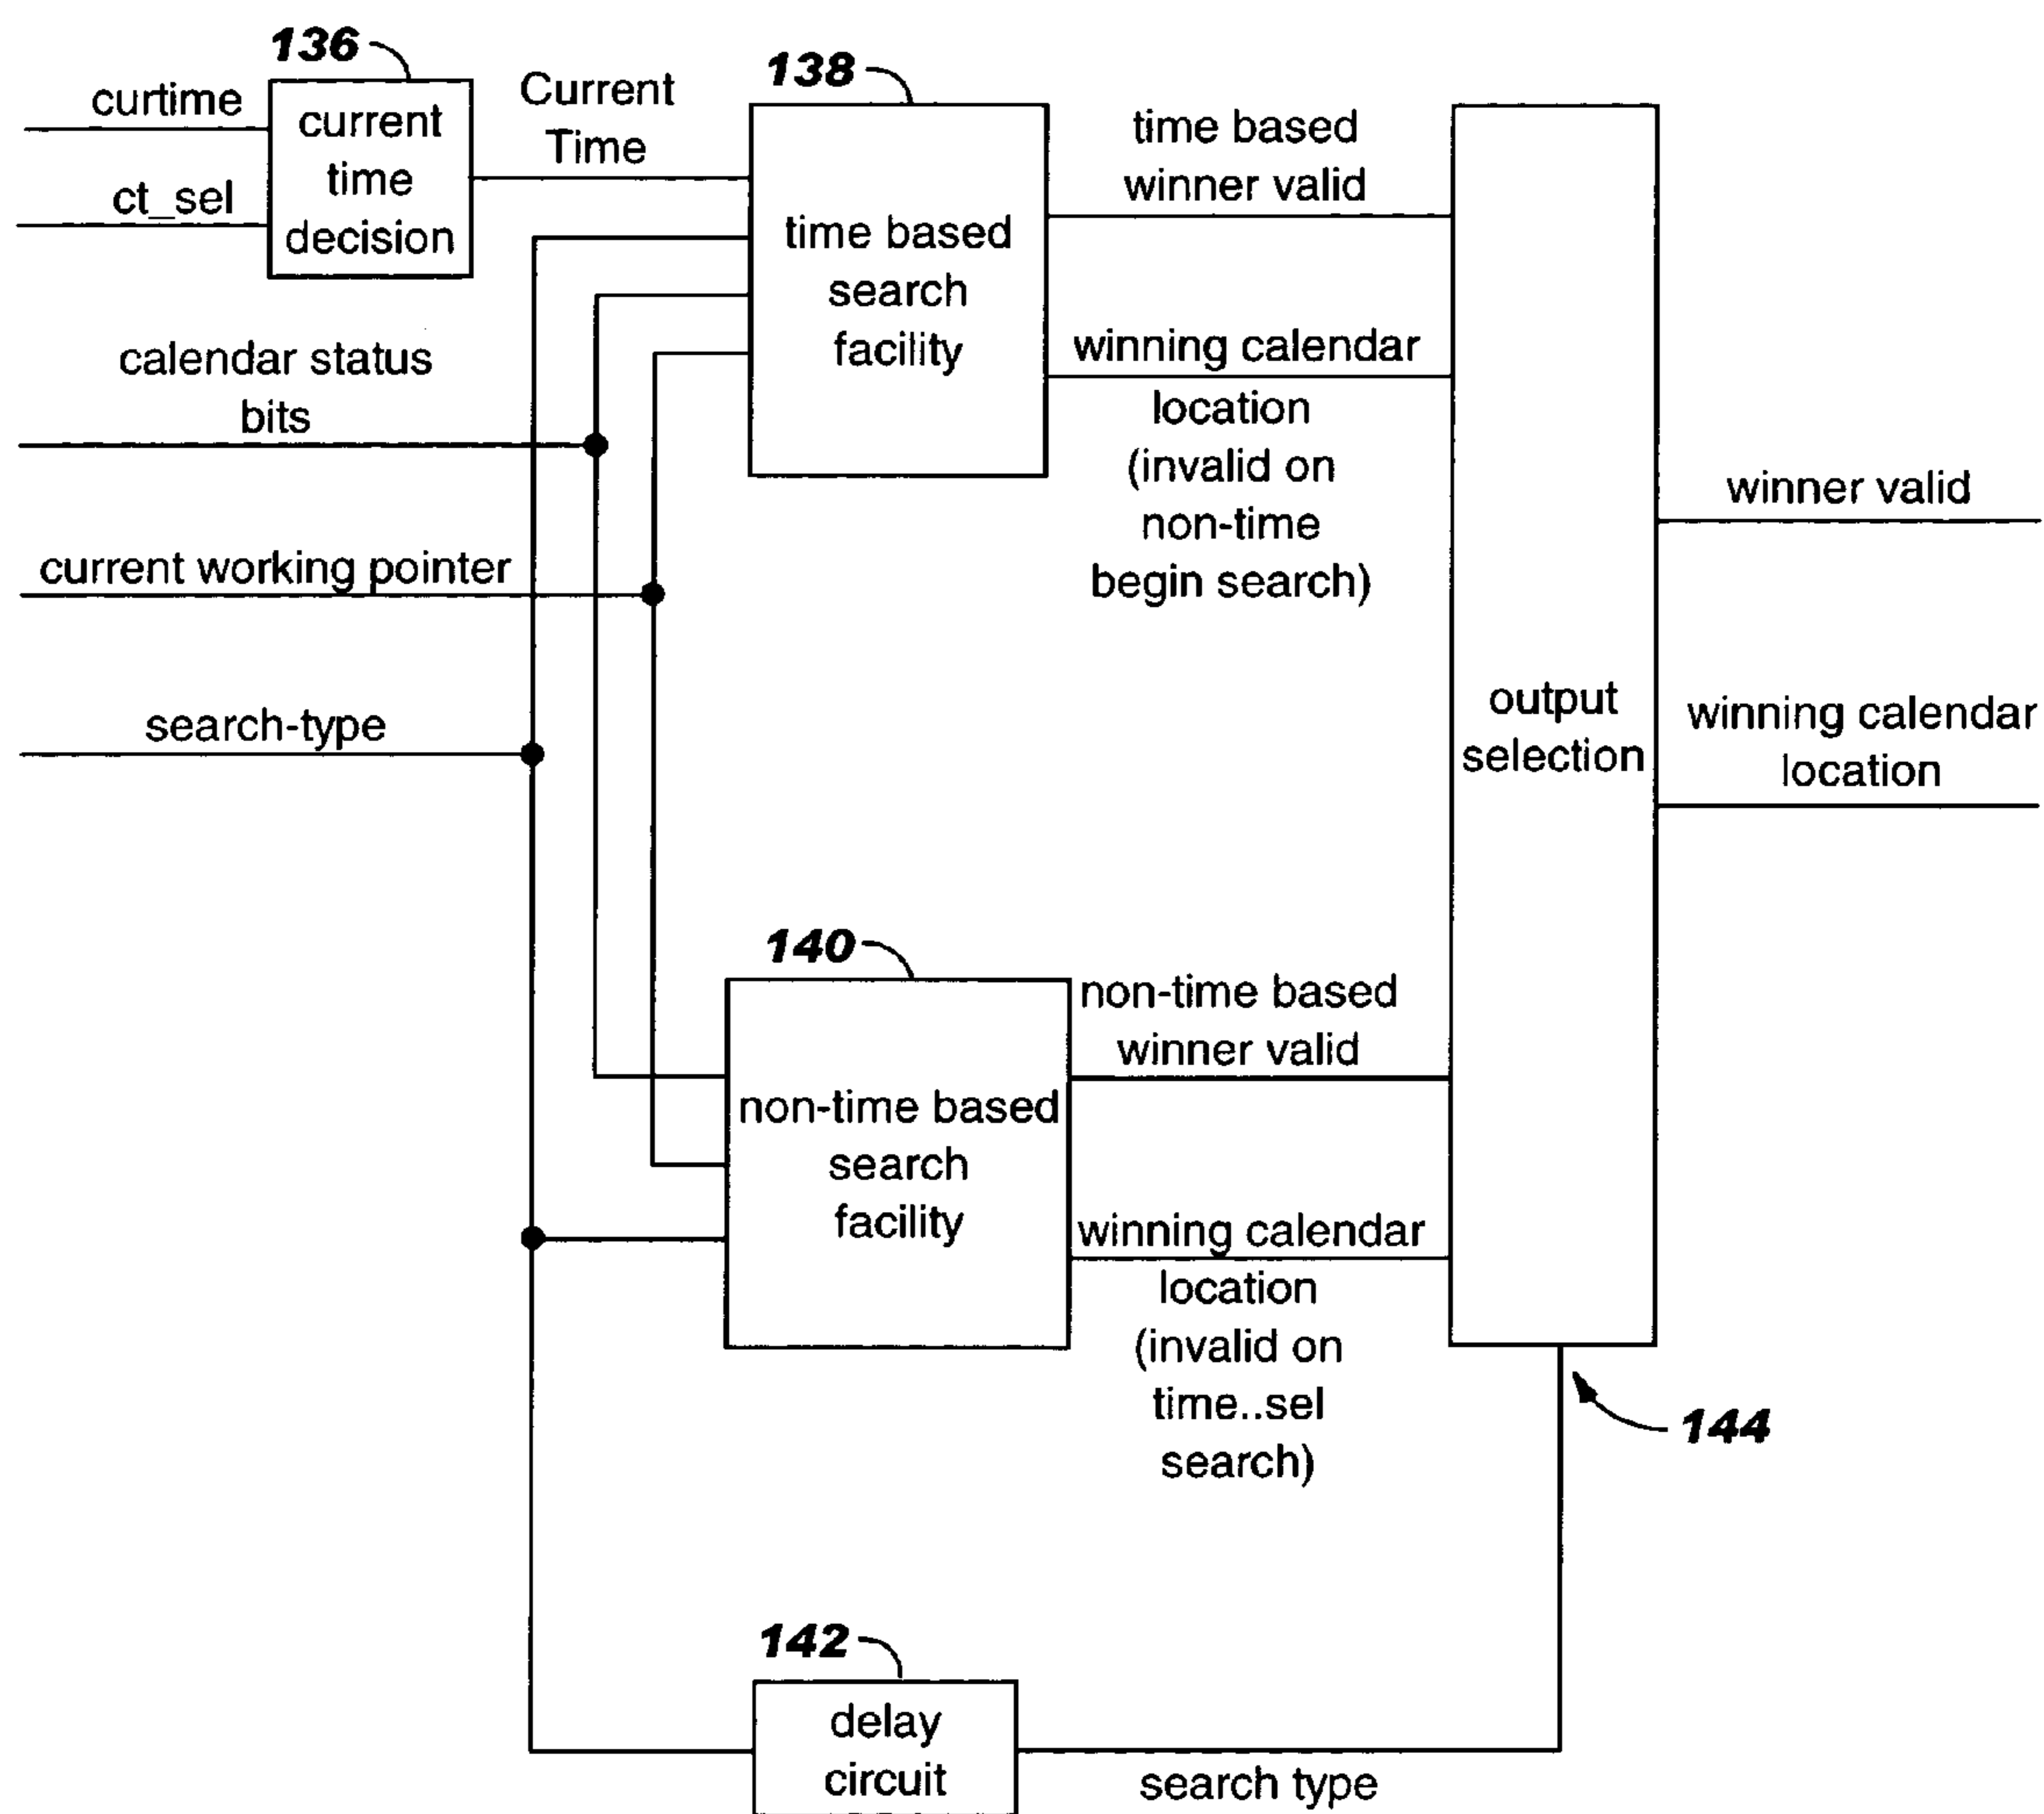 136
curtime
ct_sel
current
time
decision
Current
Time
138
time based
search
facility
time based
winner valid
winning calendar
location
(invalid on
non-time
begin search)
calendar status
bits
current working pointer
search-type
winner valid
output
selection
winning calendar
location
140
non-time based
search
facility
non-time based
winner valid
winning calendar
location
(invalid on
time..sel
search)
144
142
delay
circuit
search type